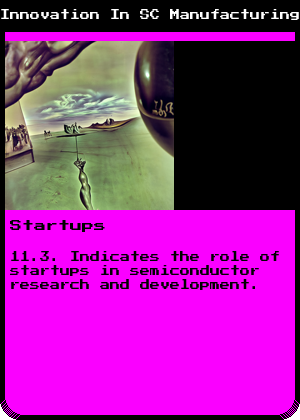 Innovation In SC Manufacturing
Startups
11.3. Indicates the role of
startups in semiconductor
research and development.